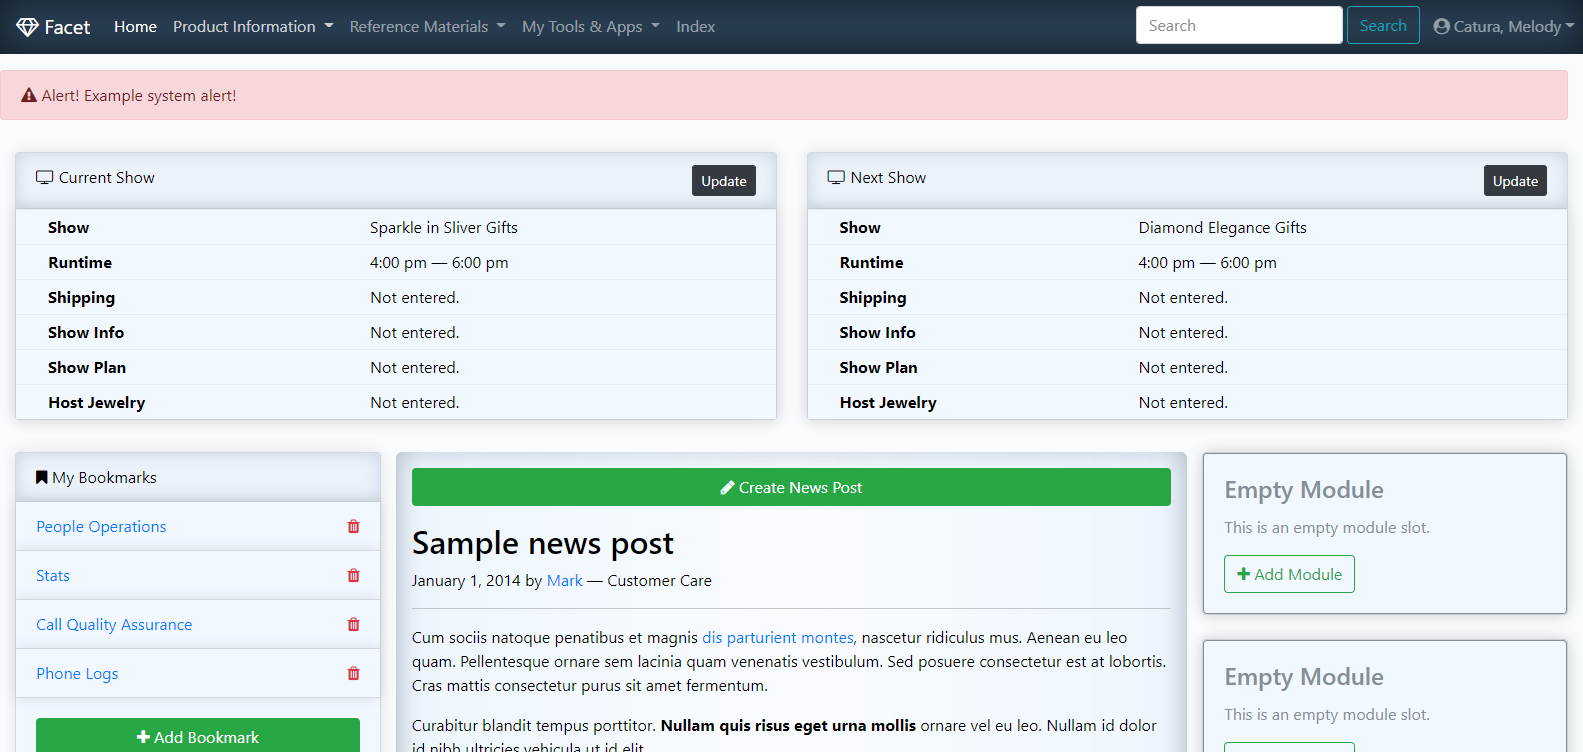 Facet Home Product Information Reference Materials My Tools & Apps Index Search Search Catura, Melody
Alert! Example system alert!
Current Show Update
Show Sparkle in Sliver Gifts
Runtime 4:00 pm — 6:00 pm
Shipping Not entered.
Show Info Not entered.
Show Plan Not entered.
Host Jewelry Not entered.
Next Show Update
Show Diamond Elegance Gifts
Runtime 4:00 pm — 6:00 pm
Shipping Not entered.
Show Info Not entered.
Show Plan Not entered.
Host Jewelry Not entered.
My Bookmarks
People Operations
Stats
Call Quality Assurance
Phone Logs
Add Bookmark
Create News Post
Sample news post
January 1, 2014 by Mark — Customer Care
Cum sociis natoque penatibus et magnis dis parturient montes, nascetur ridiculus mus. Aenean eu leo
quam. Pellentesque ornare sem lacinia quam venenatis vestibulum. Sed posuere consectetur est at lobortis.
Cras mattis consectetur purus sit amet fermentum.
Curabitur blandit tempus porttitor. Nullam quis risus eget urna mollis ornare vel eu leo. Nullam id dolor
id nibh ultricies vehicula ut id elit.
Empty Module
This is an empty module slot.
Add Module
Empty Module
This is an empty module slot.